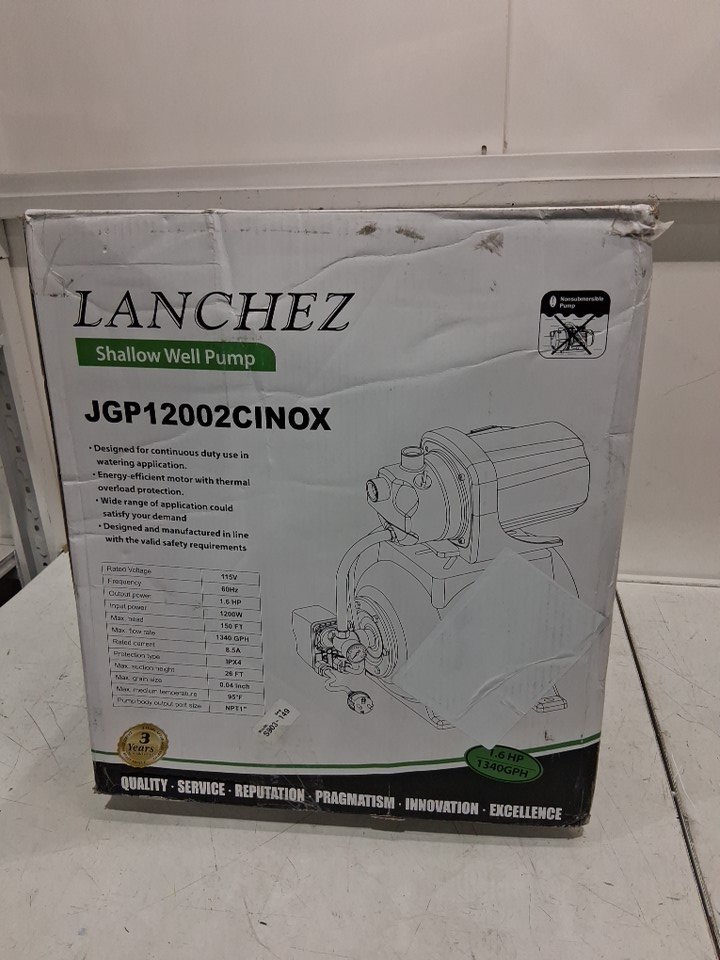 LANCHEZ
Shallow Well Pump
Nonsubmersible
Pump
JGP12002CINOX
• Designed for continuous duty use in
watering application.
• Energy-efficient motor with thermal
overload protection.
• Wide range of application could
satisfy your demand
• Designed and manufactured in line
with the valid safety requirements
Rated Voltage 115V
Frequency 60Hz
Output power 1.6 HP
Input power 1200W
Max. head 150 FT
Max. flow rate 1340 GPH
Rated current 8.5A
Protection type IPX4
Max. suction height 26 FT
Max. grain size 0.04 inch
Max. medium temperature 95°F
Pump body output port size NPT1"
5903-149
3
Years
1.6 HP
1340GPH
QUALITY · SERVICE · REPUTATION · PRAGMATISM · INNOVATION · EXCELLENCE